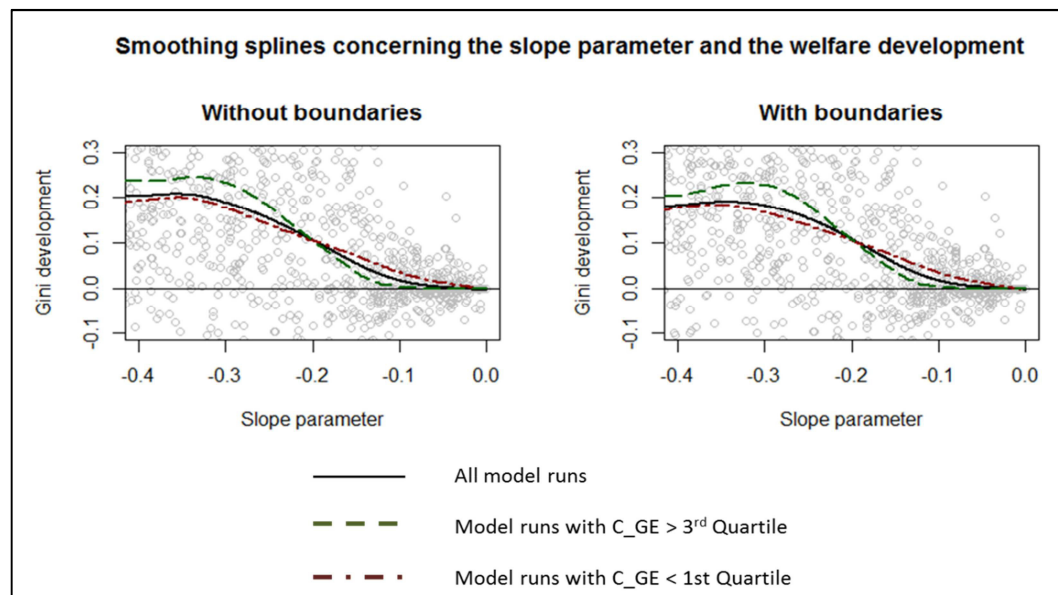 Smoothing splines concerning the slope parameter and the welfare development
Without boundaries
Gini development
0.3
0.2
0.1
0.0
-0.1
-0.4 -0.3 -0.2 -0.1 0.0
Slope parameter
With boundaries
Gini development
0.3
0.2
0.1
0.0
-0.1
-0.4 -0.3 -0.2 -0.1 0.0
Slope parameter
All model runs
Model runs with C_GE > 3rd Quartile
Model runs with C_GE < 1st Quartile